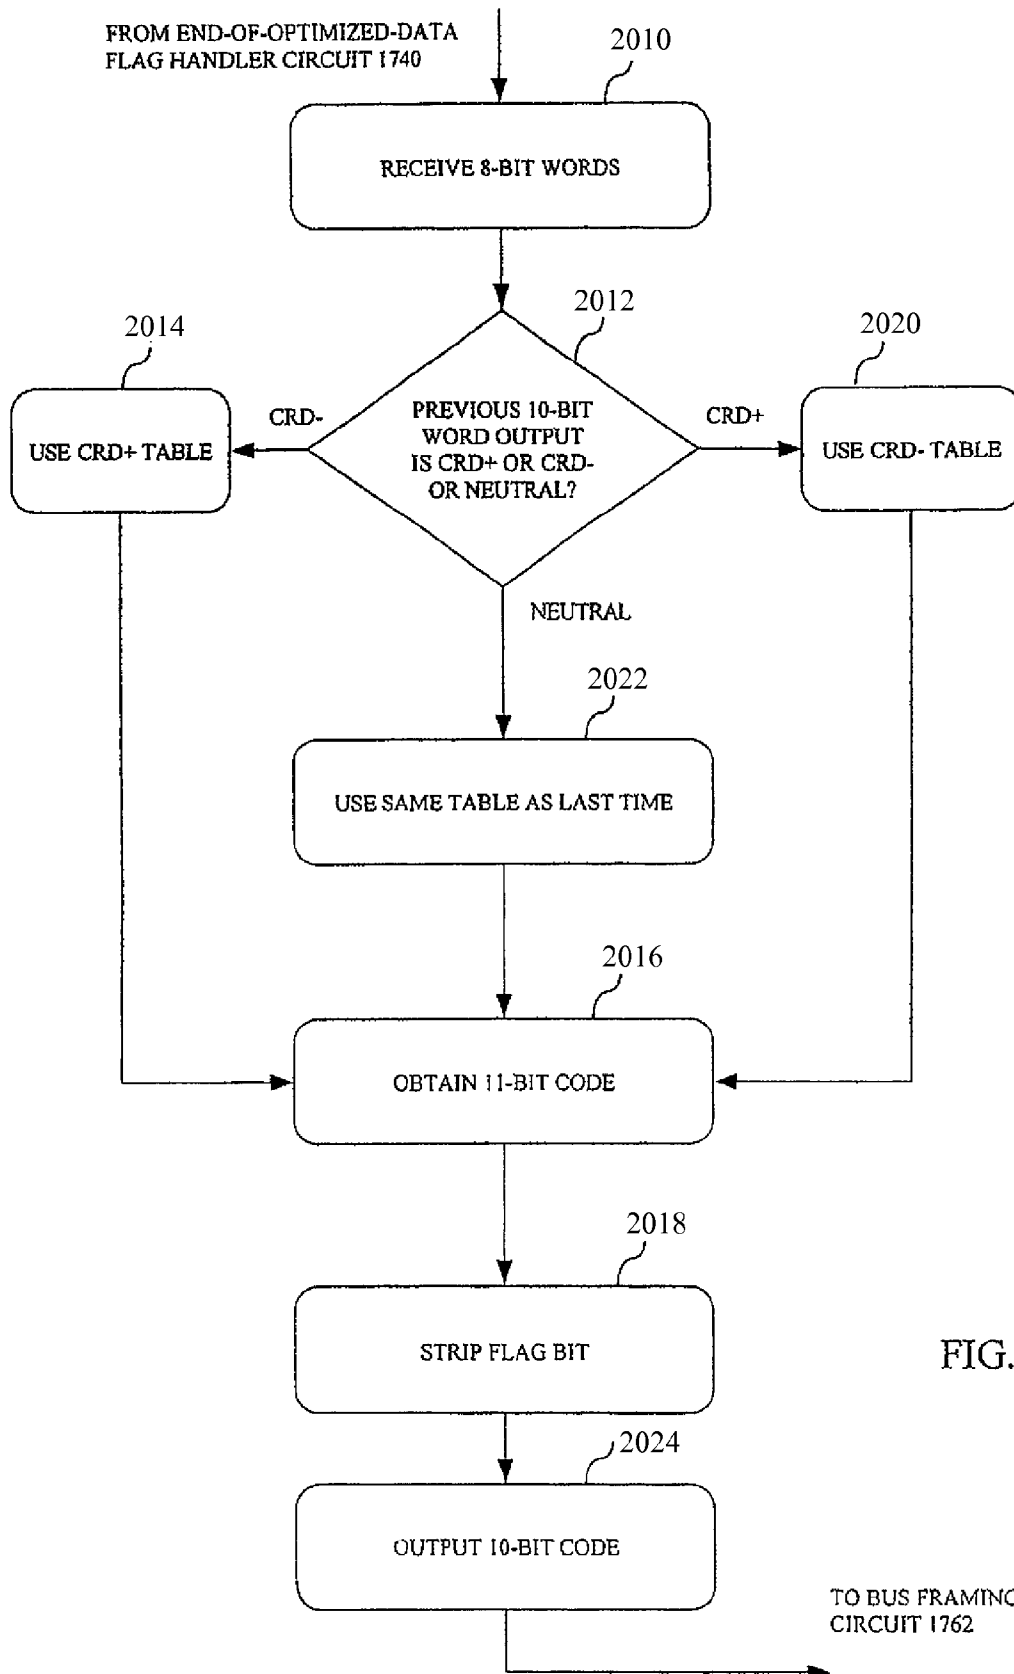 FROM END-OF-OPTIMIZED-DATA
FLAG HANDLER CIRCUIT 1740
2010
RECEIVE 8-BIT WORDS
2012
2014
2020
CRD-
PREVIOUS 10-BIT
WORD OUTPUT
IS CRD+ OR CRD-
OR NEUTRAL?
CRD+
USE CRD+ TABLE
USE CRD- TABLE
NEUTRAL
2022
USE SAME TABLE AS LAST TIME
2016
OBTAIN 11-BIT CODE
2018
STRIP FLAG BIT
FIG.
2024
OUTPUT 10-BIT CODE
TO BUS FRAMING
CIRCUIT 1762